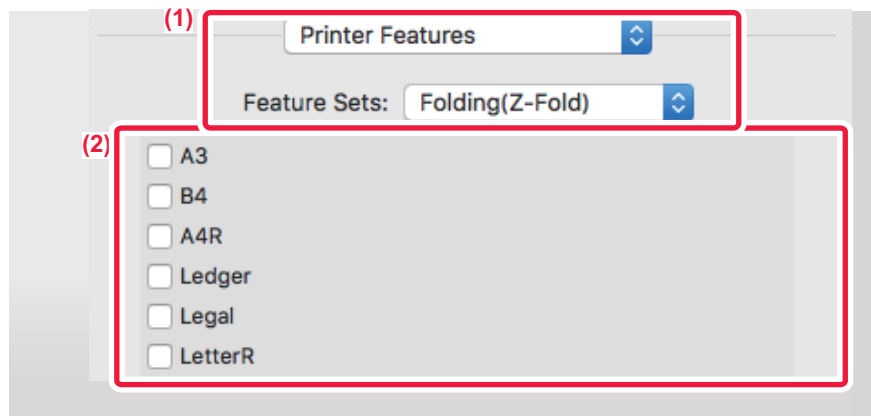 (1)
Printer Features
Feature Sets: Folding(Z-Fold)
(2)
A3
B4
A4R
Ledger
Legal
LetterR